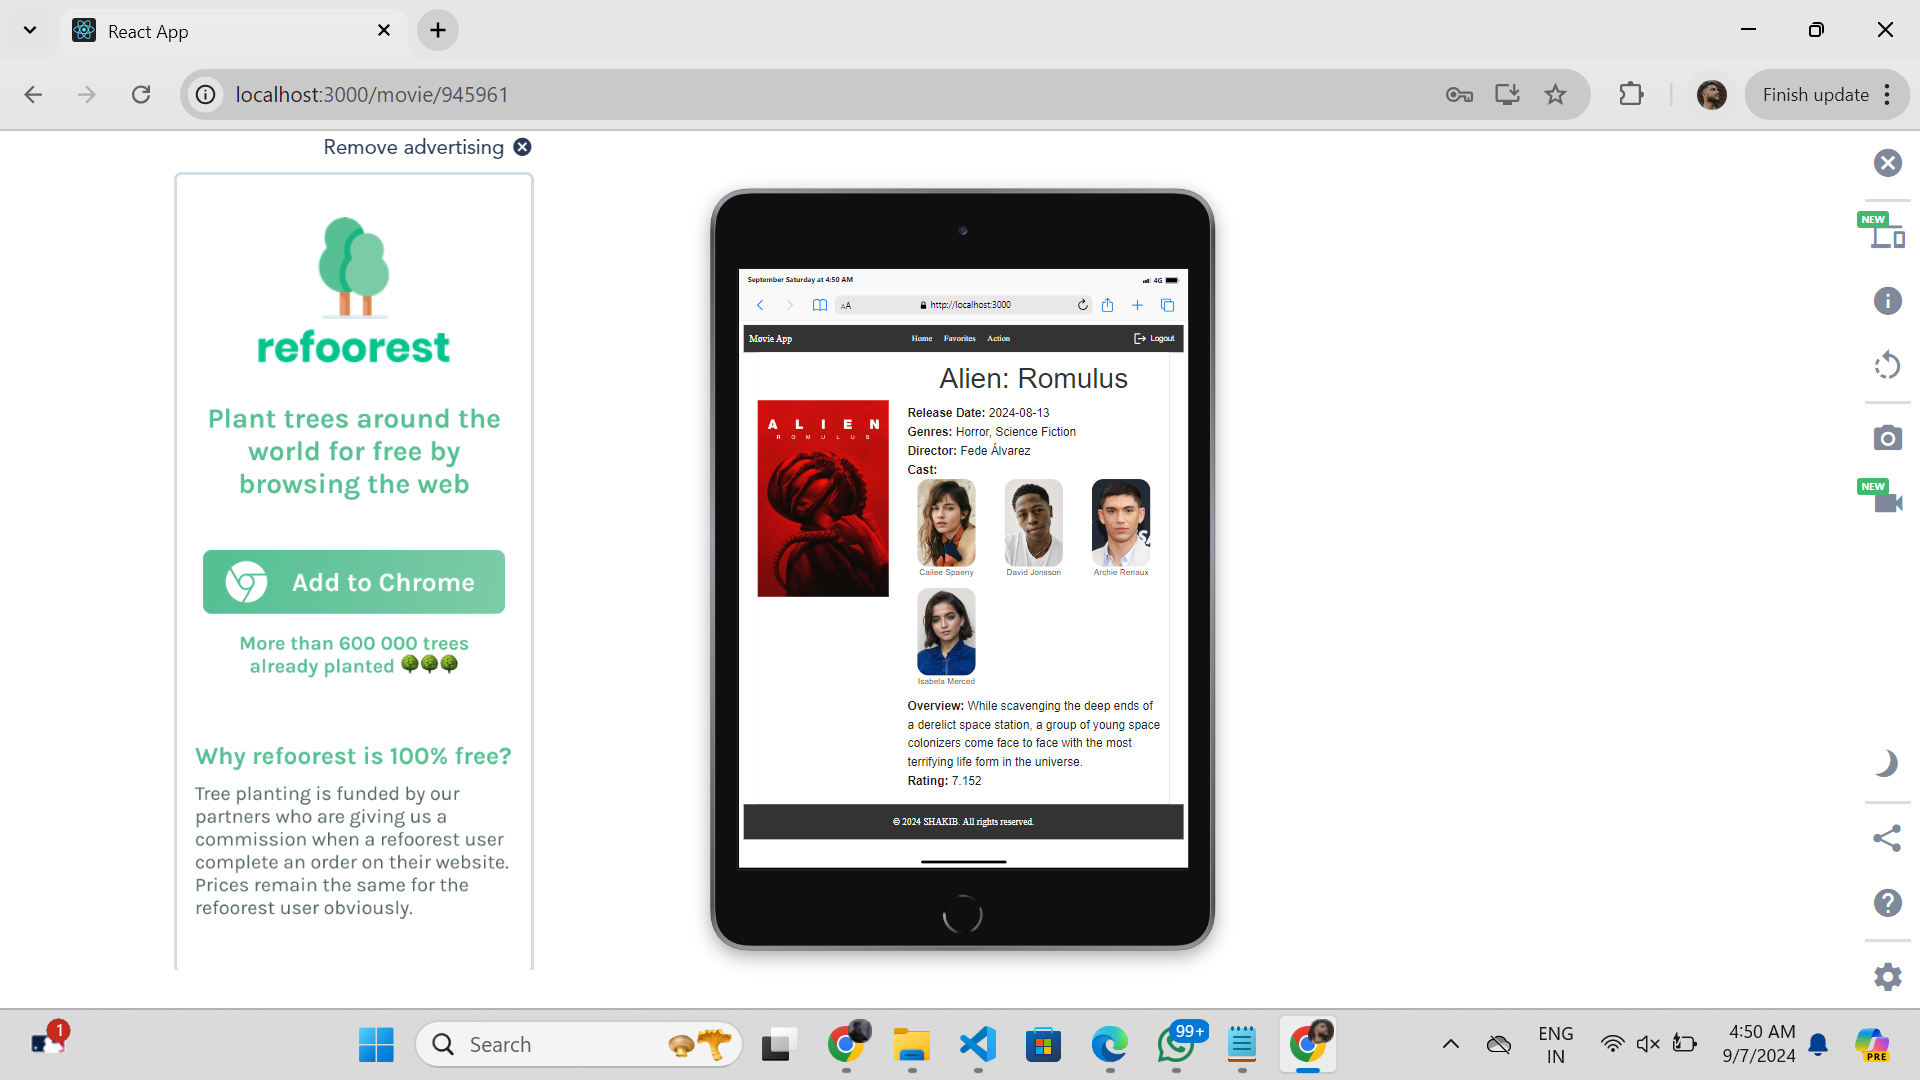 React App
localhost:3000/movie/945961
Finish update
Remove advertising
refoorest
Plant trees around the
world for free by
browsing the web
Add to Chrome
More than 600 000 trees
already planted
Why refoorest is 100% free?
Tree planting is funded by our
partners who are giving us a
commission when a refoorest user
complete an order on their website.
Prices remain the same for the
refoorest user obviously.
September Saturday at 4:50 AM
4G
AA
http://localhost:3000
Movie App
Home
Favorites
Action
Logout
Alien: Romulus
ALIEN
ROMULUS
Release Date: 2024-08-13
Genres: Horror, Science Fiction
Director: Fede Álvarez
Cast:
Cailee Spaeny
David Jonsson
Archie Renaux
Isabela Merced
Overview: While scavenging the deep ends of
a derelict space station, a group of young space
colonizers come face to face with the most
terrifying life form in the universe.
Rating: 7.152
© 2024 SHAKIB. All rights reserved.
NEW
NEW
1
Search
99+
ENG
IN
4:50 AM
9/7/2024
PRE